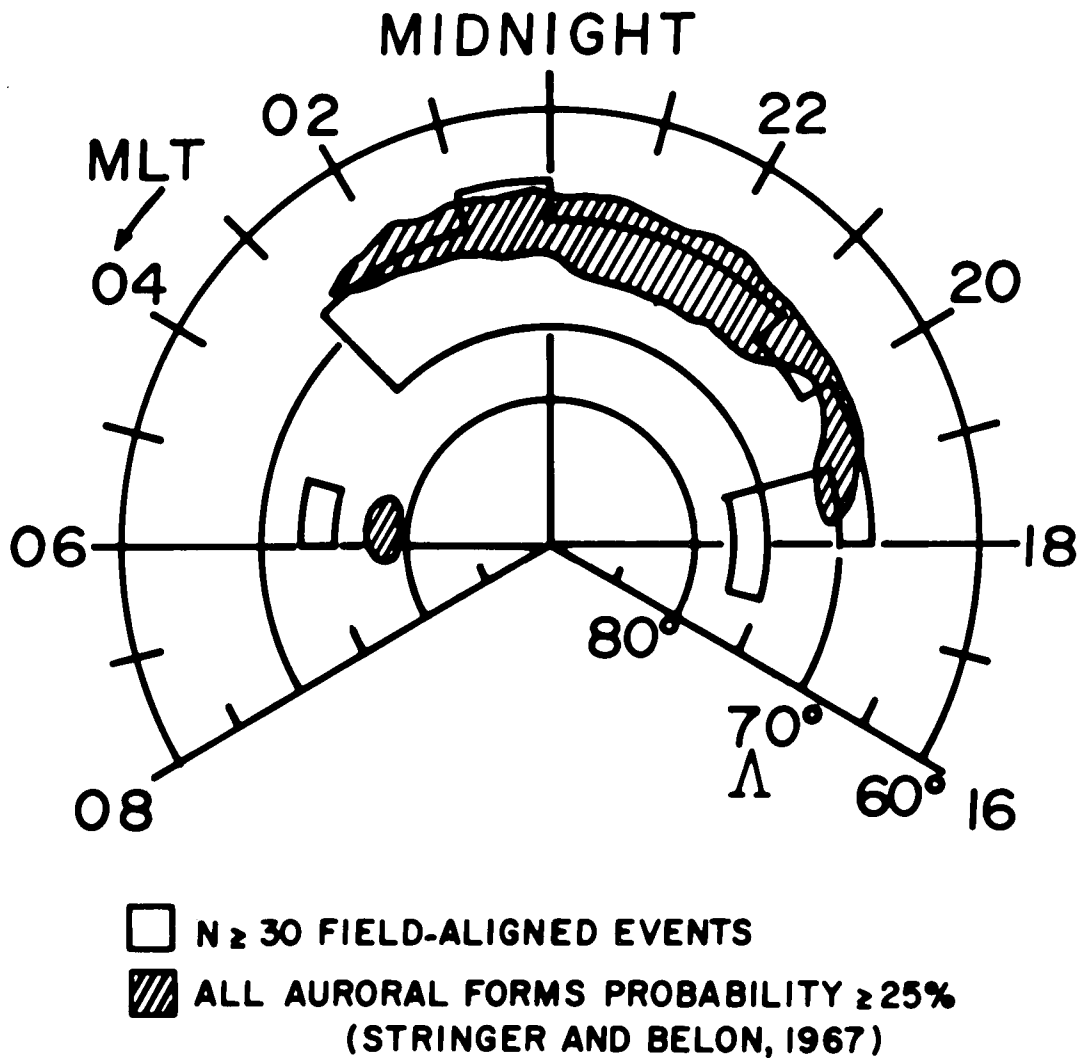 MIDNIGHT
02
22
MLT
04
20
06
18
80°
70°
Λ
60°
08
16
N ≥ 30 FIELD-ALIGNED EVENTS
ALL AURORAL FORMS PROBABILITY ≥ 25%
(STRINGER AND BELON, 1967)